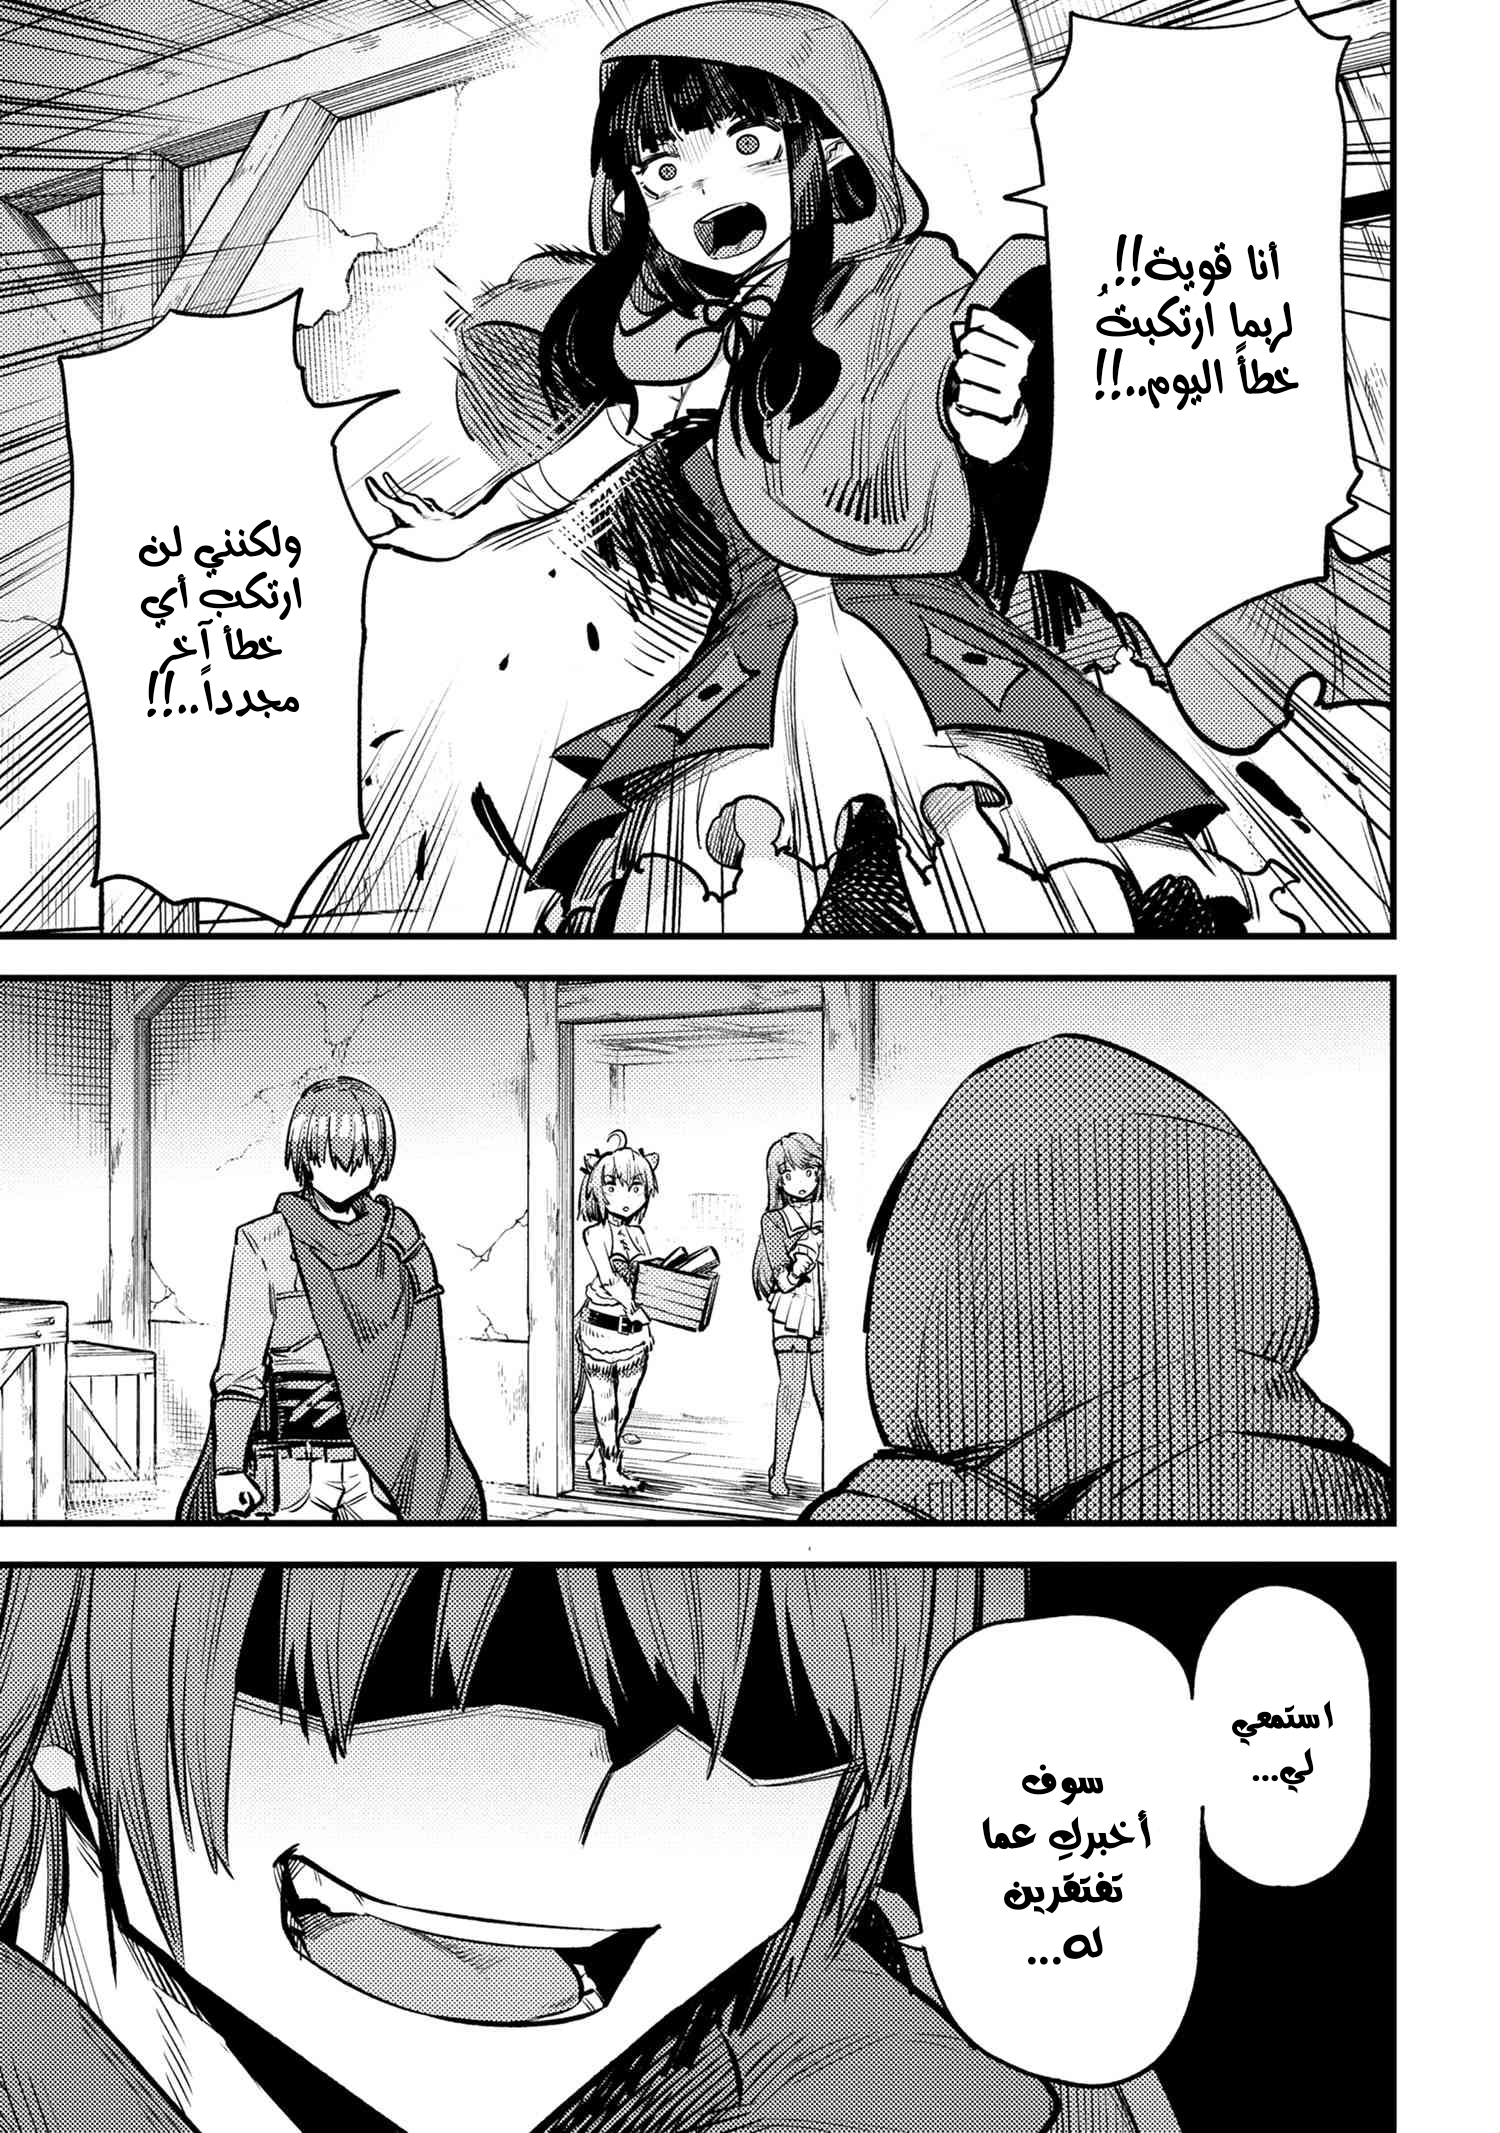 أنا قوية!!
لربما ارتكبتُ
خطأً اليوم..!!
ولكنني لن
ارتكب أي
خطأ آخر
مجدداً..!!
استمعي
لي...
سوف
أخبركِ عما
تفتقرين
له...